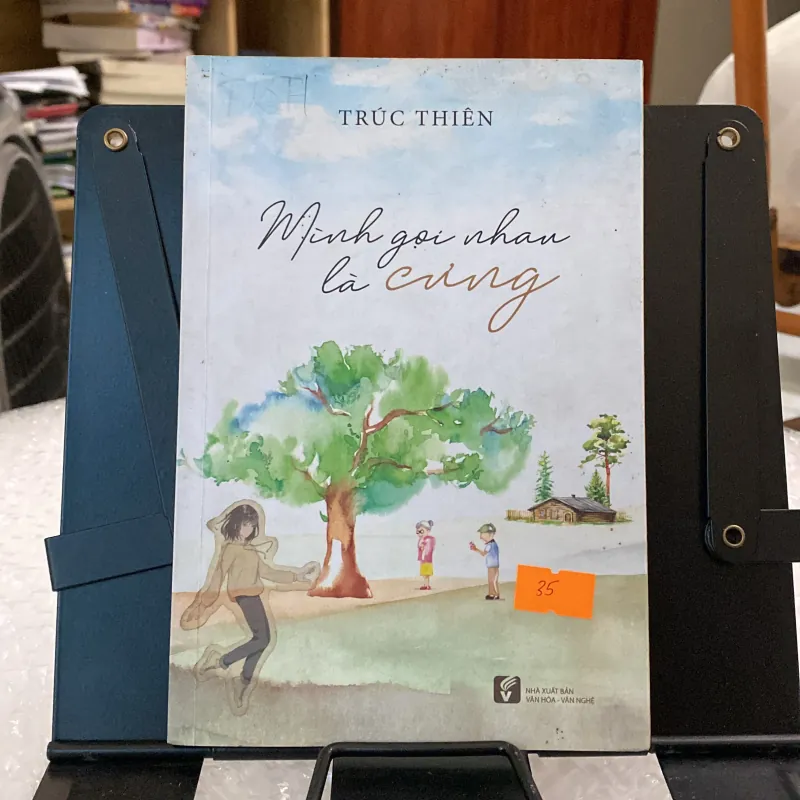 TRÚC THIÊN
Mình gọi nhau
là cưng
35
NHÀ XUẤT BẢN
VĂN HÓA - VĂN NGHỆ